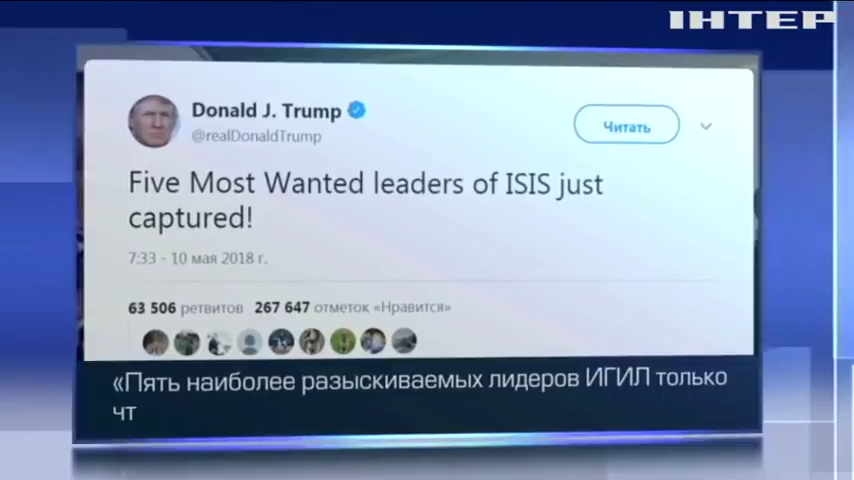 ІНТЕР
Donald J. Trump
@realDonaldTrump
Читать
Five Most Wanted leaders of ISIS just
captured!
7:33 - 10 мая 2018 г.
63 506 ретвитов 267 647 отметок «Нравится»
«Пять наиболее разыскиваемых лидеров ИГИЛ только
чт